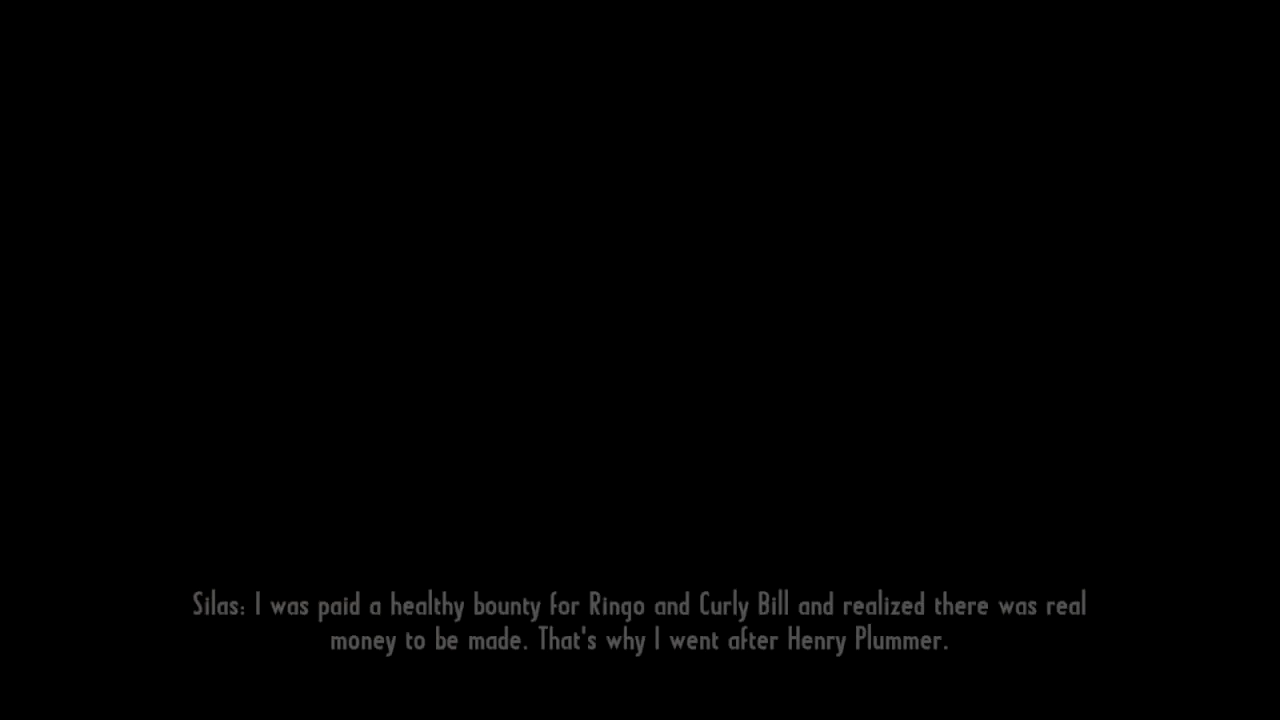 Silas: I was paid a healthy bounty for Ringo and Curly Bill and realized there was real
money to be made. That's why I went after Henry Plummer.